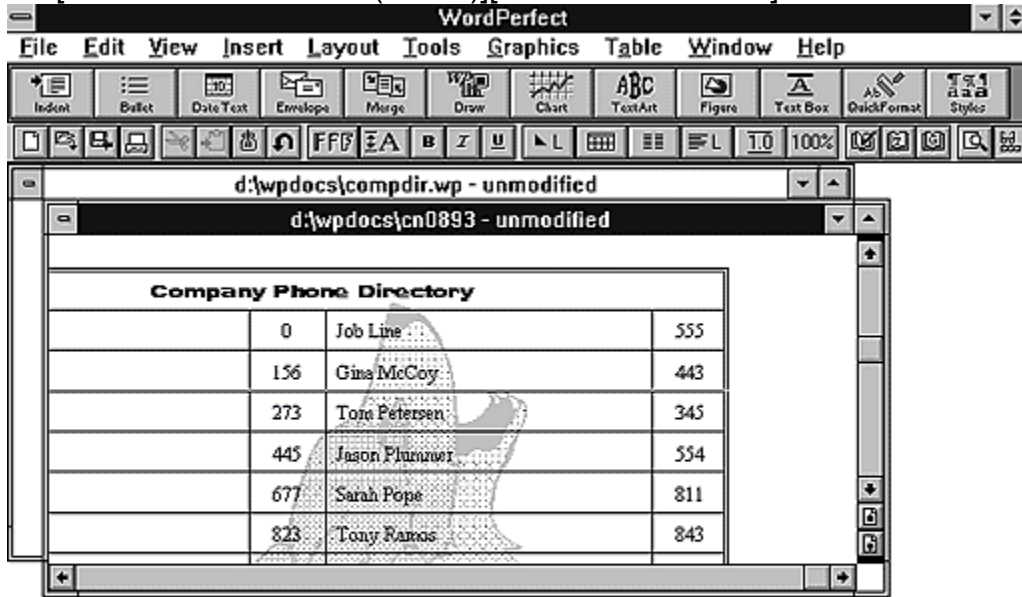 WordPerfect
File Edit View Insert Layout Tools Graphics Table Window Help
Indent Bullet Date Text Envelope Merge Draw Chart TextArt Figure Text Box QuickFormat Styles
100%
d:\wpdocs\compdir.wp - unmodified
d:\wpdocs\cn0893 - unmodified
Company Phone Directory
0 Job Line 555
156 Gina McCoy 443
273 Tom Petersen 345
445 Jason Plummer 554
677 Sarah Pope 811
823 Tony Ramos 843